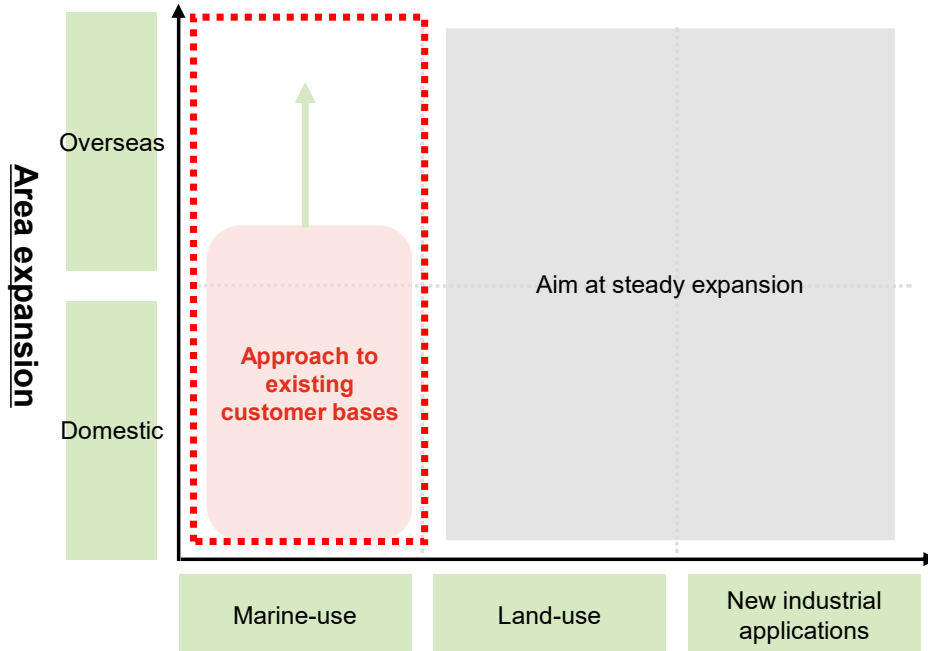 Area expansion
Overseas
Domestic
Approach to
existing
customer bases
Aim at steady expansion
Marine-use
Land-use
New industrial
applications